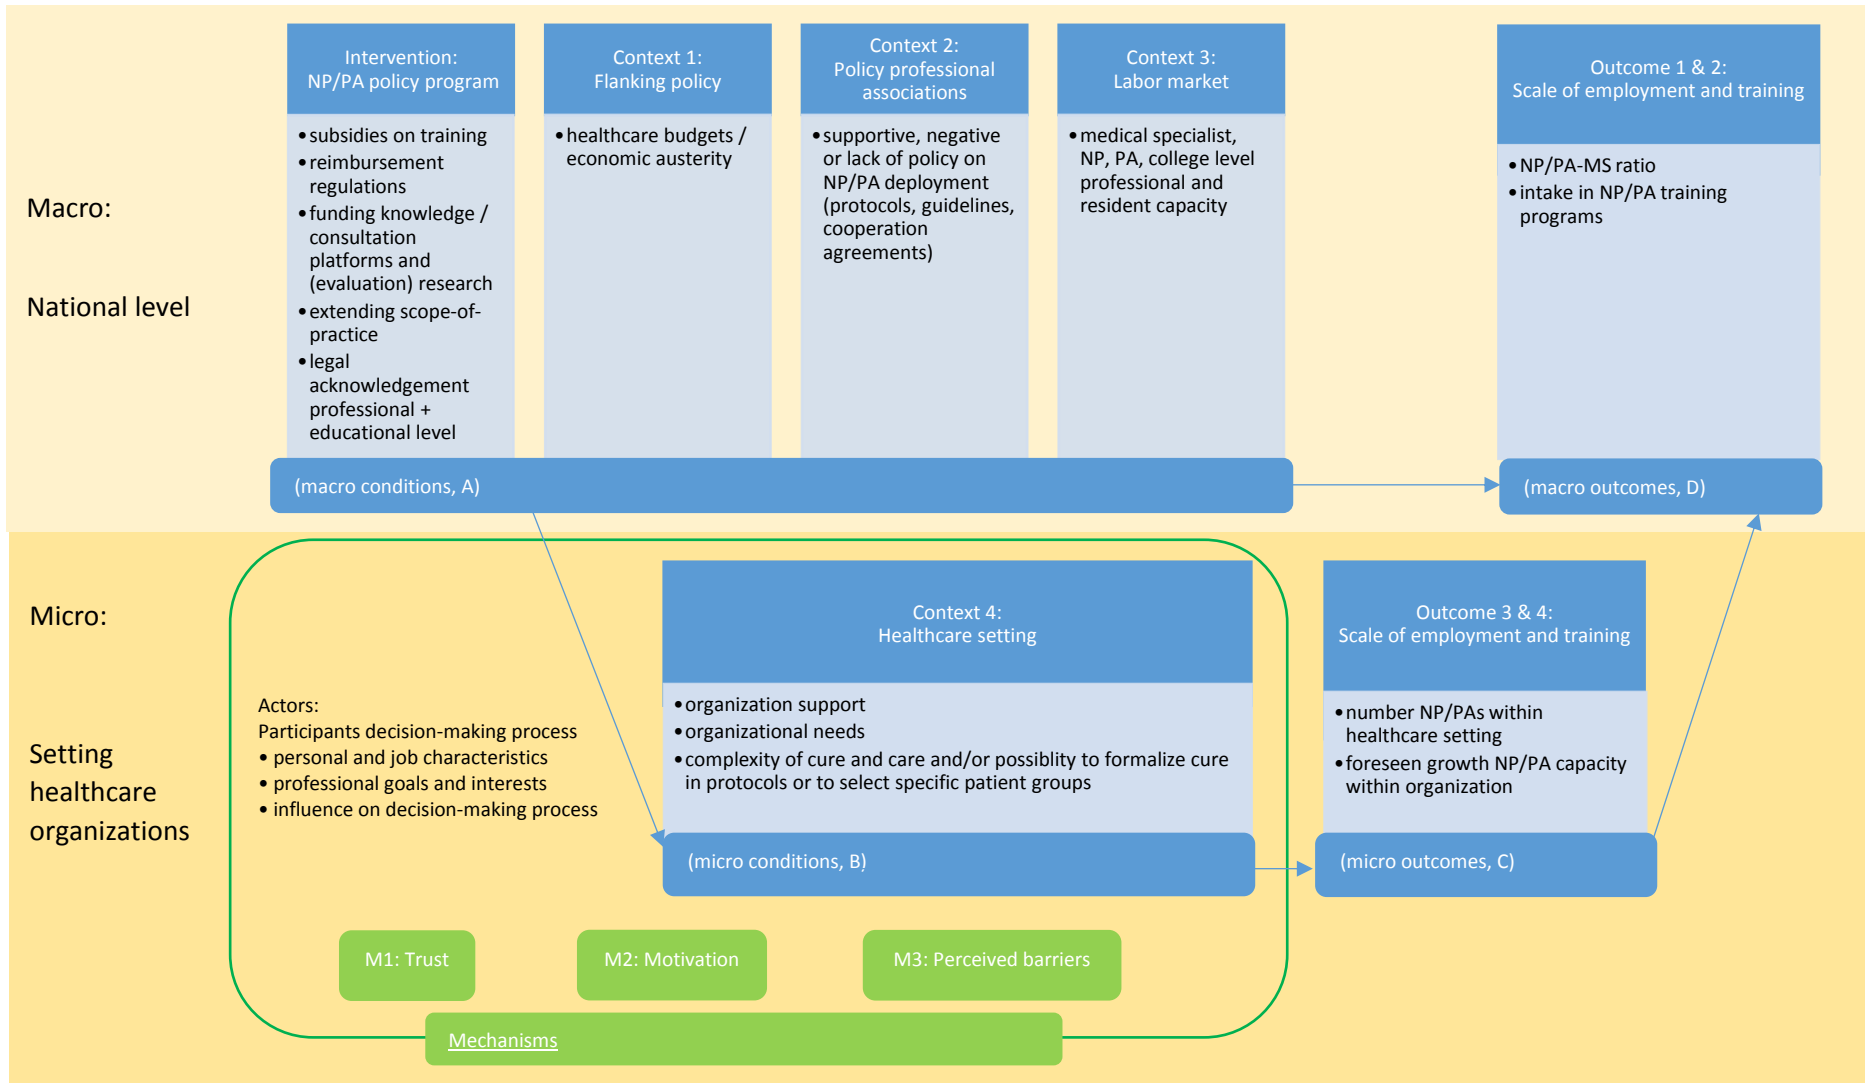 Macro:
National level
Intervention:
NP/PA policy program
• subsidies on training
• reimbursement
regulations
• funding knowledge /
consultation
platforms and
(evaluation) research
• extending scope-of-
practice
• legal
acknowledgement
professional +
educational level
Context 1:
Flanking policy
• healthcare budgets /
economic austerity
Context 2:
Policy professional
associations
• supportive, negative
or lack of policy on
NP/PA deployment
(protocols, guidelines,
cooperation
agreements)
Context 3:
Labor market
• medical specialist,
NP, PA, college level
professional and
resident capacity
Outcome 1 & 2:
Scale of employment and training
• NP/PA-MS ratio
• intake in NP/PA training
programs
(macro conditions, A)
(macro outcomes, D)
Micro:
Setting
healthcare
organizations
Actors:
Participants decision-making process
• personal and job characteristics
• professional goals and interests
• influence on decision-making process
Context 4:
Healthcare setting
• organization support
• organizational needs
• complexity of cure and care and/or possiblity to formalize cure
in protocols or to select specific patient groups
(micro conditions, B)
Outcome 3 & 4:
Scale of employment and training
• number NP/PAs within
healthcare setting
• foreseen growth NP/PA capacity
within organization
(micro outcomes, C)
M1: Trust
M2: Motivation
M3: Perceived barriers
Mechanisms